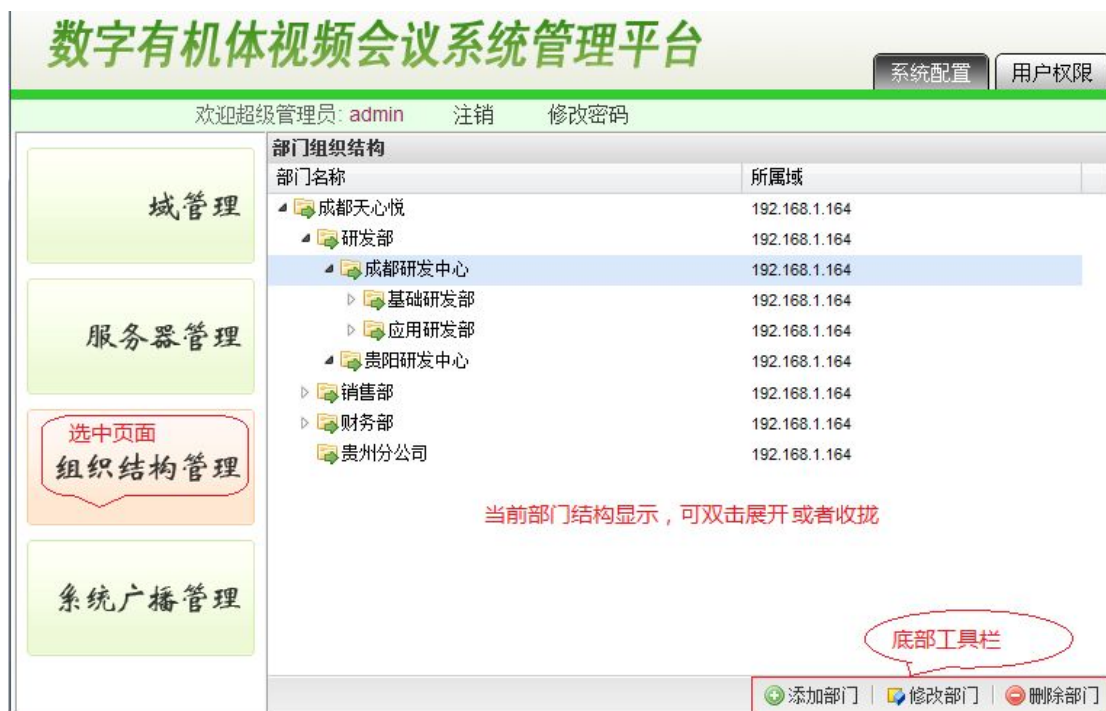 数字有机体视频会议系统管理平台
系统配置 用户权限
欢迎超级管理员: admin 注销 修改密码
部门组织结构
部门名称 所属域
域管理
成都天心悦 192.168.1.164
研发部 192.168.1.164
成都研发中心 192.168.1.164
基础研发部 192.168.1.164
服务器管理
应用研发部 192.168.1.164
贵阳研发中心 192.168.1.164
销售部 192.168.1.164
财务部 192.168.1.164
选中页面
组织结构管理
贵州分公司 192.168.1.164
当前部门结构显示，可双击展开或者收拢
系统广播管理
底部工具栏
添加部门 修改部门 删除部门